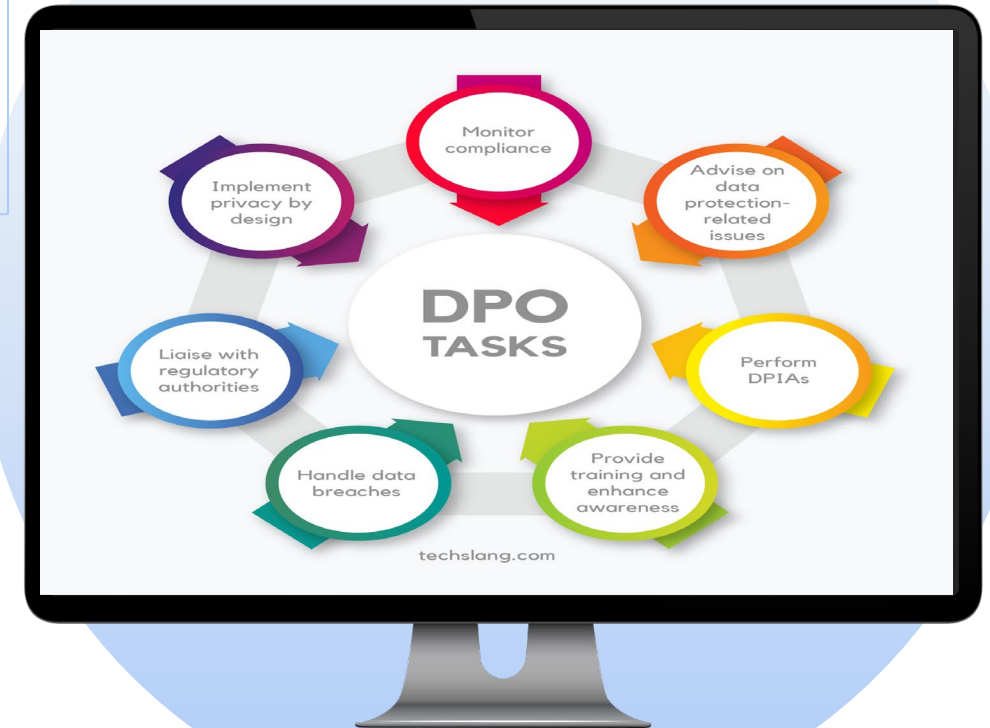 DPO
TASKS
Monitor
compliance
Advise on
data
protection-
related
issues
Perform
DPIAs
Provide
training and
enhance
awareness
Handle data
breaches
Liaise with
regulatory
authorities
Implement
privacy by
design
techslang.com